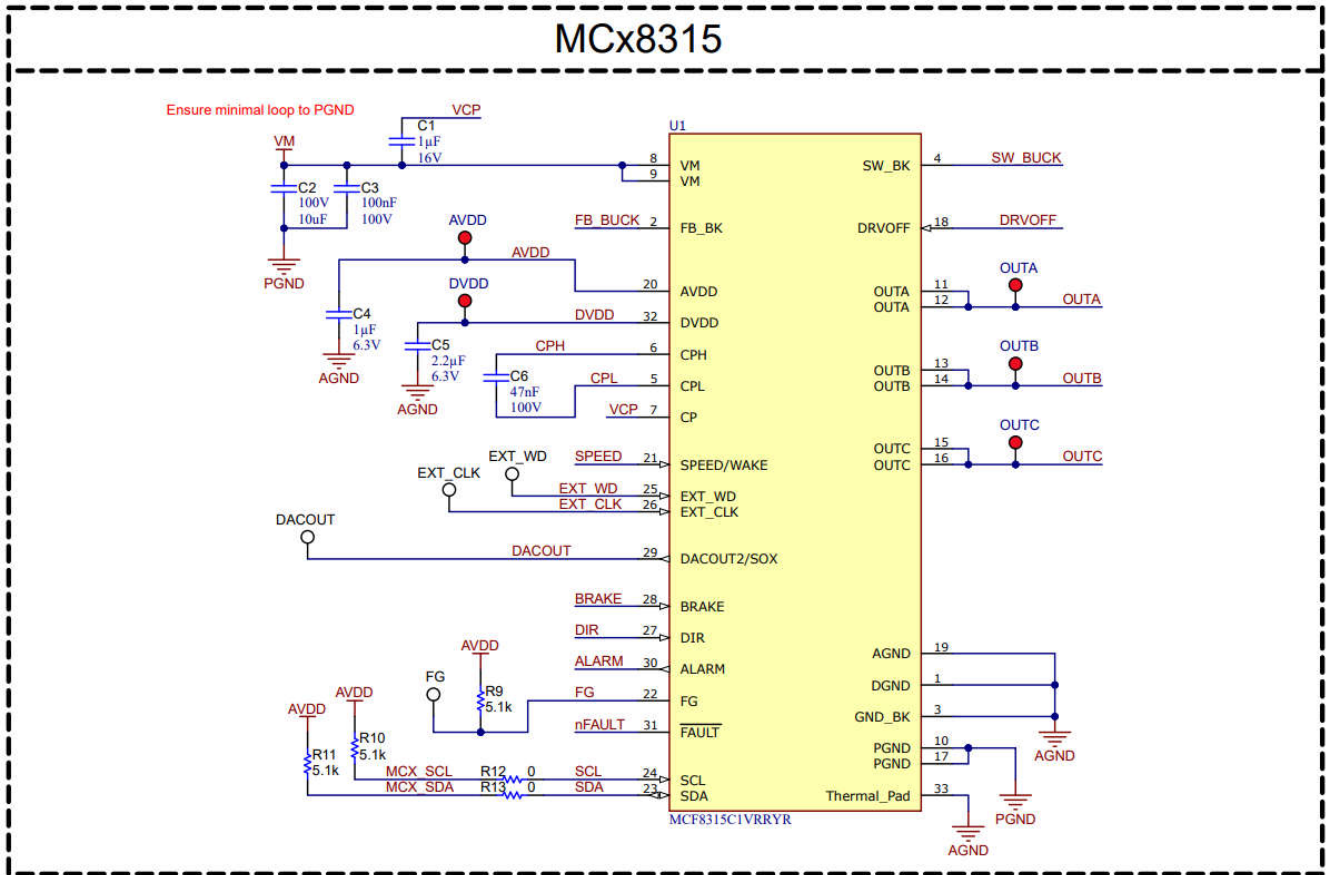 MCx8315
Ensure minimal loop to PGND
VCP
C1
1µF
16V
VM
C2
100V
10uF
C3
100nF
100V
PGND
U1
8 VM
9 VM
FB_BUCK 2 FB_BK
AVDD
AVDD 20 AVDD
DVDD
DVDD 32 DVDD
C4
1µF
6.3V
AGND
C5
2.2µF
6.3V
AGND
CPH 6 CPH
C6
47nF
100V
CPL 5 CPL
VCP 7 CP
SPEED 21 SPEED/WAKE
EXT_WD
EXT_CLK
EXT_WD 25 EXT_WD
EXT_CLK 26 EXT_CLK
DACOUT
DACOUT 29 DACOUT2/SOX
BRAKE 28 BRAKE
DIR 27 DIR
ALARM 30 ALARM
AVDD
R9
5.1k
FG
FG 22 FG
nFAULT 31 FAULT
AVDD
R10
5.1k
AVDD
R11
5.1k
MCX_SCL R12 0 SCL 24 SCL
MCX_SDA R13 0 SDA 23 SDA
SW_BK 4 SW_BUCK
DRVOFF 18 DRVOFF
OUTA
OUTA 11
OUTA 12 OUTA
OUTB
OUTB 13
OUTB 14 OUTB
OUTC
OUTC 15
OUTC 16 OUTC
AGND 19
DGND 1
GND_BK 3
AGND
PGND 10
PGND 17
PGND
Thermal_Pad 33
AGND
MCF8315C1VRRYR